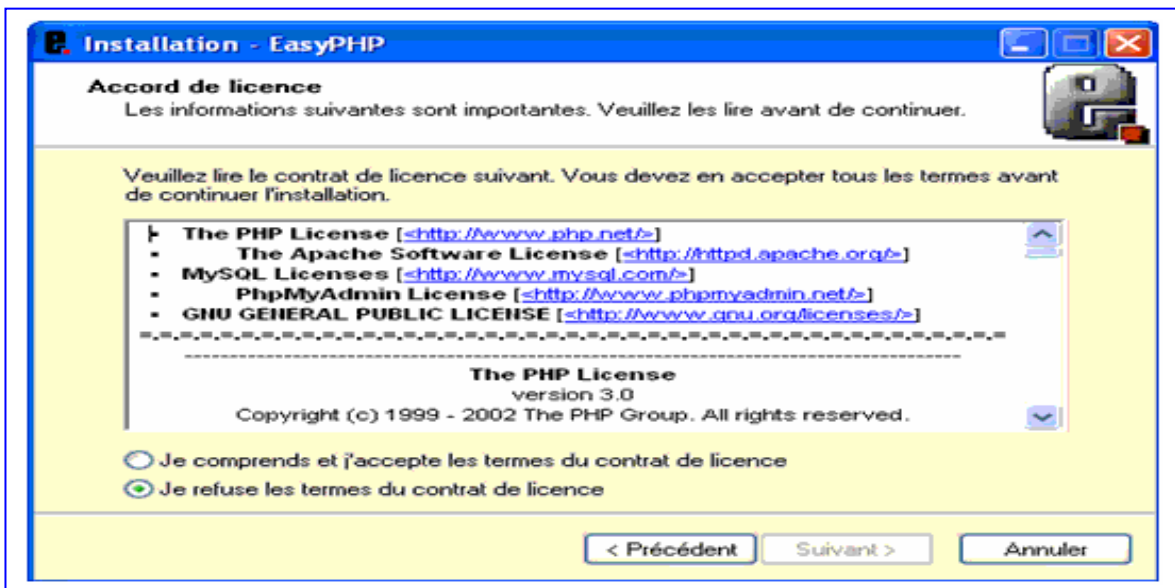 Installation - EasyPHP
Accord de licence
Les informations suivantes sont importantes. Veuillez les lire avant de continuer.
Veuillez lire le contrat de licence suivant. Vous devez en accepter tous les termes avant
de continuer l'installation.
The PHP License [<http://www.php.net/>]
The Apache Software License [<http://httpd.apache.org/>]
MySQL Licenses [<http://www.mysql.com/>]
PhpMyAdmin License [<http://www.phpmyadmin.net/>]
GNU GENERAL PUBLIC LICENSE [<http://www.gnu.org/licenses/>]
The PHP License
version 3.0
Copyright (c) 1999 - 2002 The PHP Group. All rights reserved.
Je comprends et j'accepte les termes du contrat de licence
Je refuse les termes du contrat de licence
< Précédent Suivant > Annuler